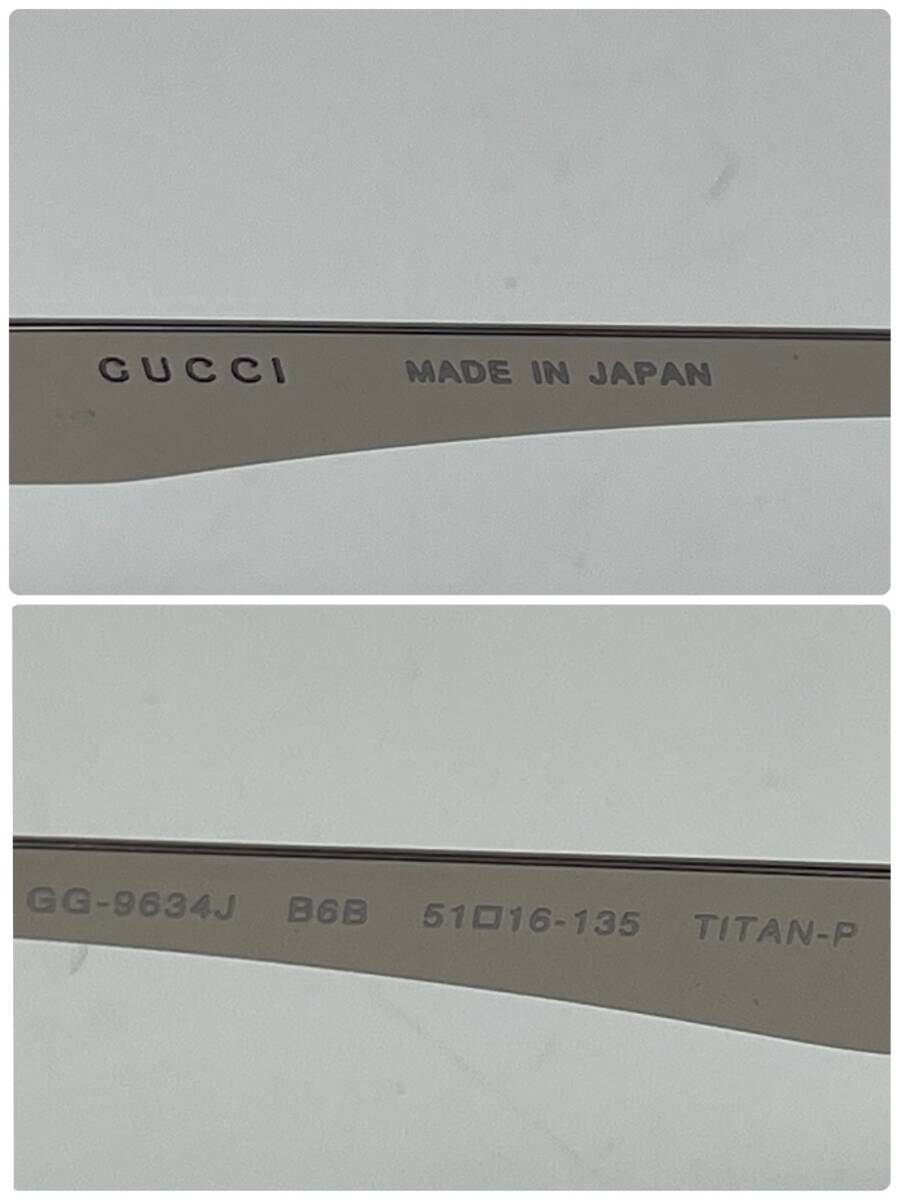 GUCCI MADE IN JAPAN
GG-9634J B6B 51□16-135 TITAN-P